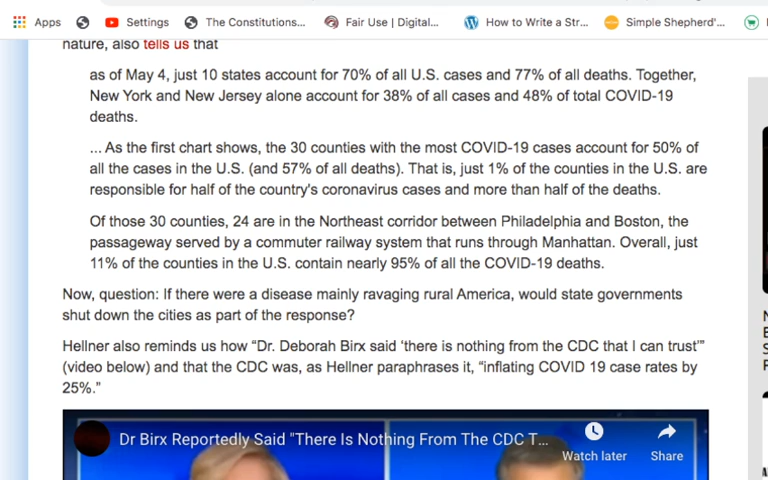 Apps Settings The Constitutions... Fair Use | Digital... How to Write a Str... Simple Shepherd'...
nature, also tells us that
as of May 4, just 10 states account for 70% of all U.S. cases and 77% of all deaths. Together,
New York and New Jersey alone account for 38% of all cases and 48% of total COVID-19
deaths.
... As the first chart shows, the 30 counties with the most COVID-19 cases account for 50% of
all the cases in the U.S. (and 57% of all deaths). That is, just 1% of the counties in the U.S. are
responsible for half of the country's coronavirus cases and more than half of the deaths.
Of those 30 counties, 24 are in the Northeast corridor between Philadelphia and Boston, the
passageway served by a commuter railway system that runs through Manhattan. Overall, just
11% of the counties in the U.S. contain nearly 95% of all the COVID-19 deaths.
Now, question: If there were a disease mainly ravaging rural America, would state governments
shut down the cities as part of the response?
Hellner also reminds us how “Dr. Deborah Birx said ‘there is nothing from the CDC that I can trust’”
(video below) and that the CDC was, as Hellner paraphrases it, “inflating COVID 19 case rates by
25%.”
Dr Birx Reportedly Said "There Is Nothing From The CDC T...
Watch later Share